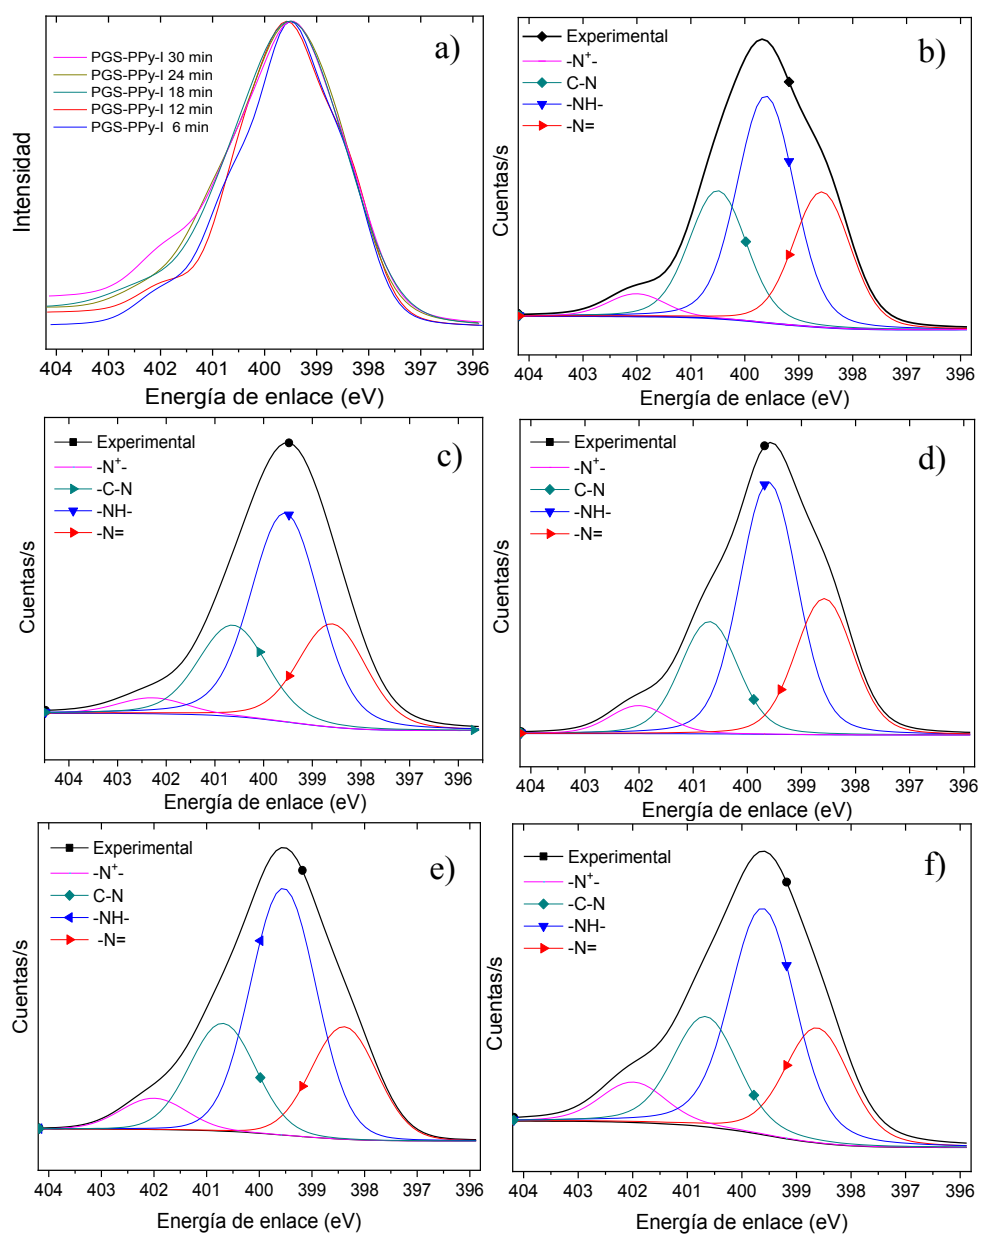 a)
PGS-PPy-I 30 min
PGS-PPy-I 24 min
PGS-PPy-I 18 min
PGS-PPy-I 12 min
PGS-PPy-I 6 min
Intensidad
404 403 402 401 400 399 398 397
Energía de enlace (eV)
b)
Experimental
-N⁺-
C-N
-NH-
-N=
Cuentas/s
404 403 402 401 400 399 398 397 396
Energía de enlace (eV)
c)
Experimental
-N⁺-
-C-N
-NH-
-N=
Cuentas/s
404 403 402 401 400 399 398 397 396
Energía de enlace (eV)
d)
Experimental
-N⁺-
C-N
-NH-
-N=
Cuentas/s
404 403 402 401 400 399 398 397 396
Energía de enlace (eV)
e)
Experimental
-N⁺-
C-N
-NH-
-N=
Cuentas/s
404 403 402 401 400 399 398 397 396
Energía de enlace (eV)
f)
Experimental
-N⁺-
-C-N
-NH-
-N=
Cuentas/s
404 403 402 401 400 399 398 397 396
Energía de enlace (eV)